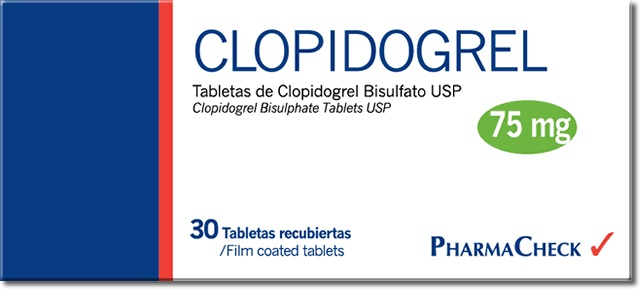 CLOPIDOGREL
Tabletas de Clopidogrel Bisulfato USP
Clopidogrel Bisulphate Tablets USP
75 mg
30 Tabletas recubiertas
/Film coated tablets
PHARMACHECK ✓